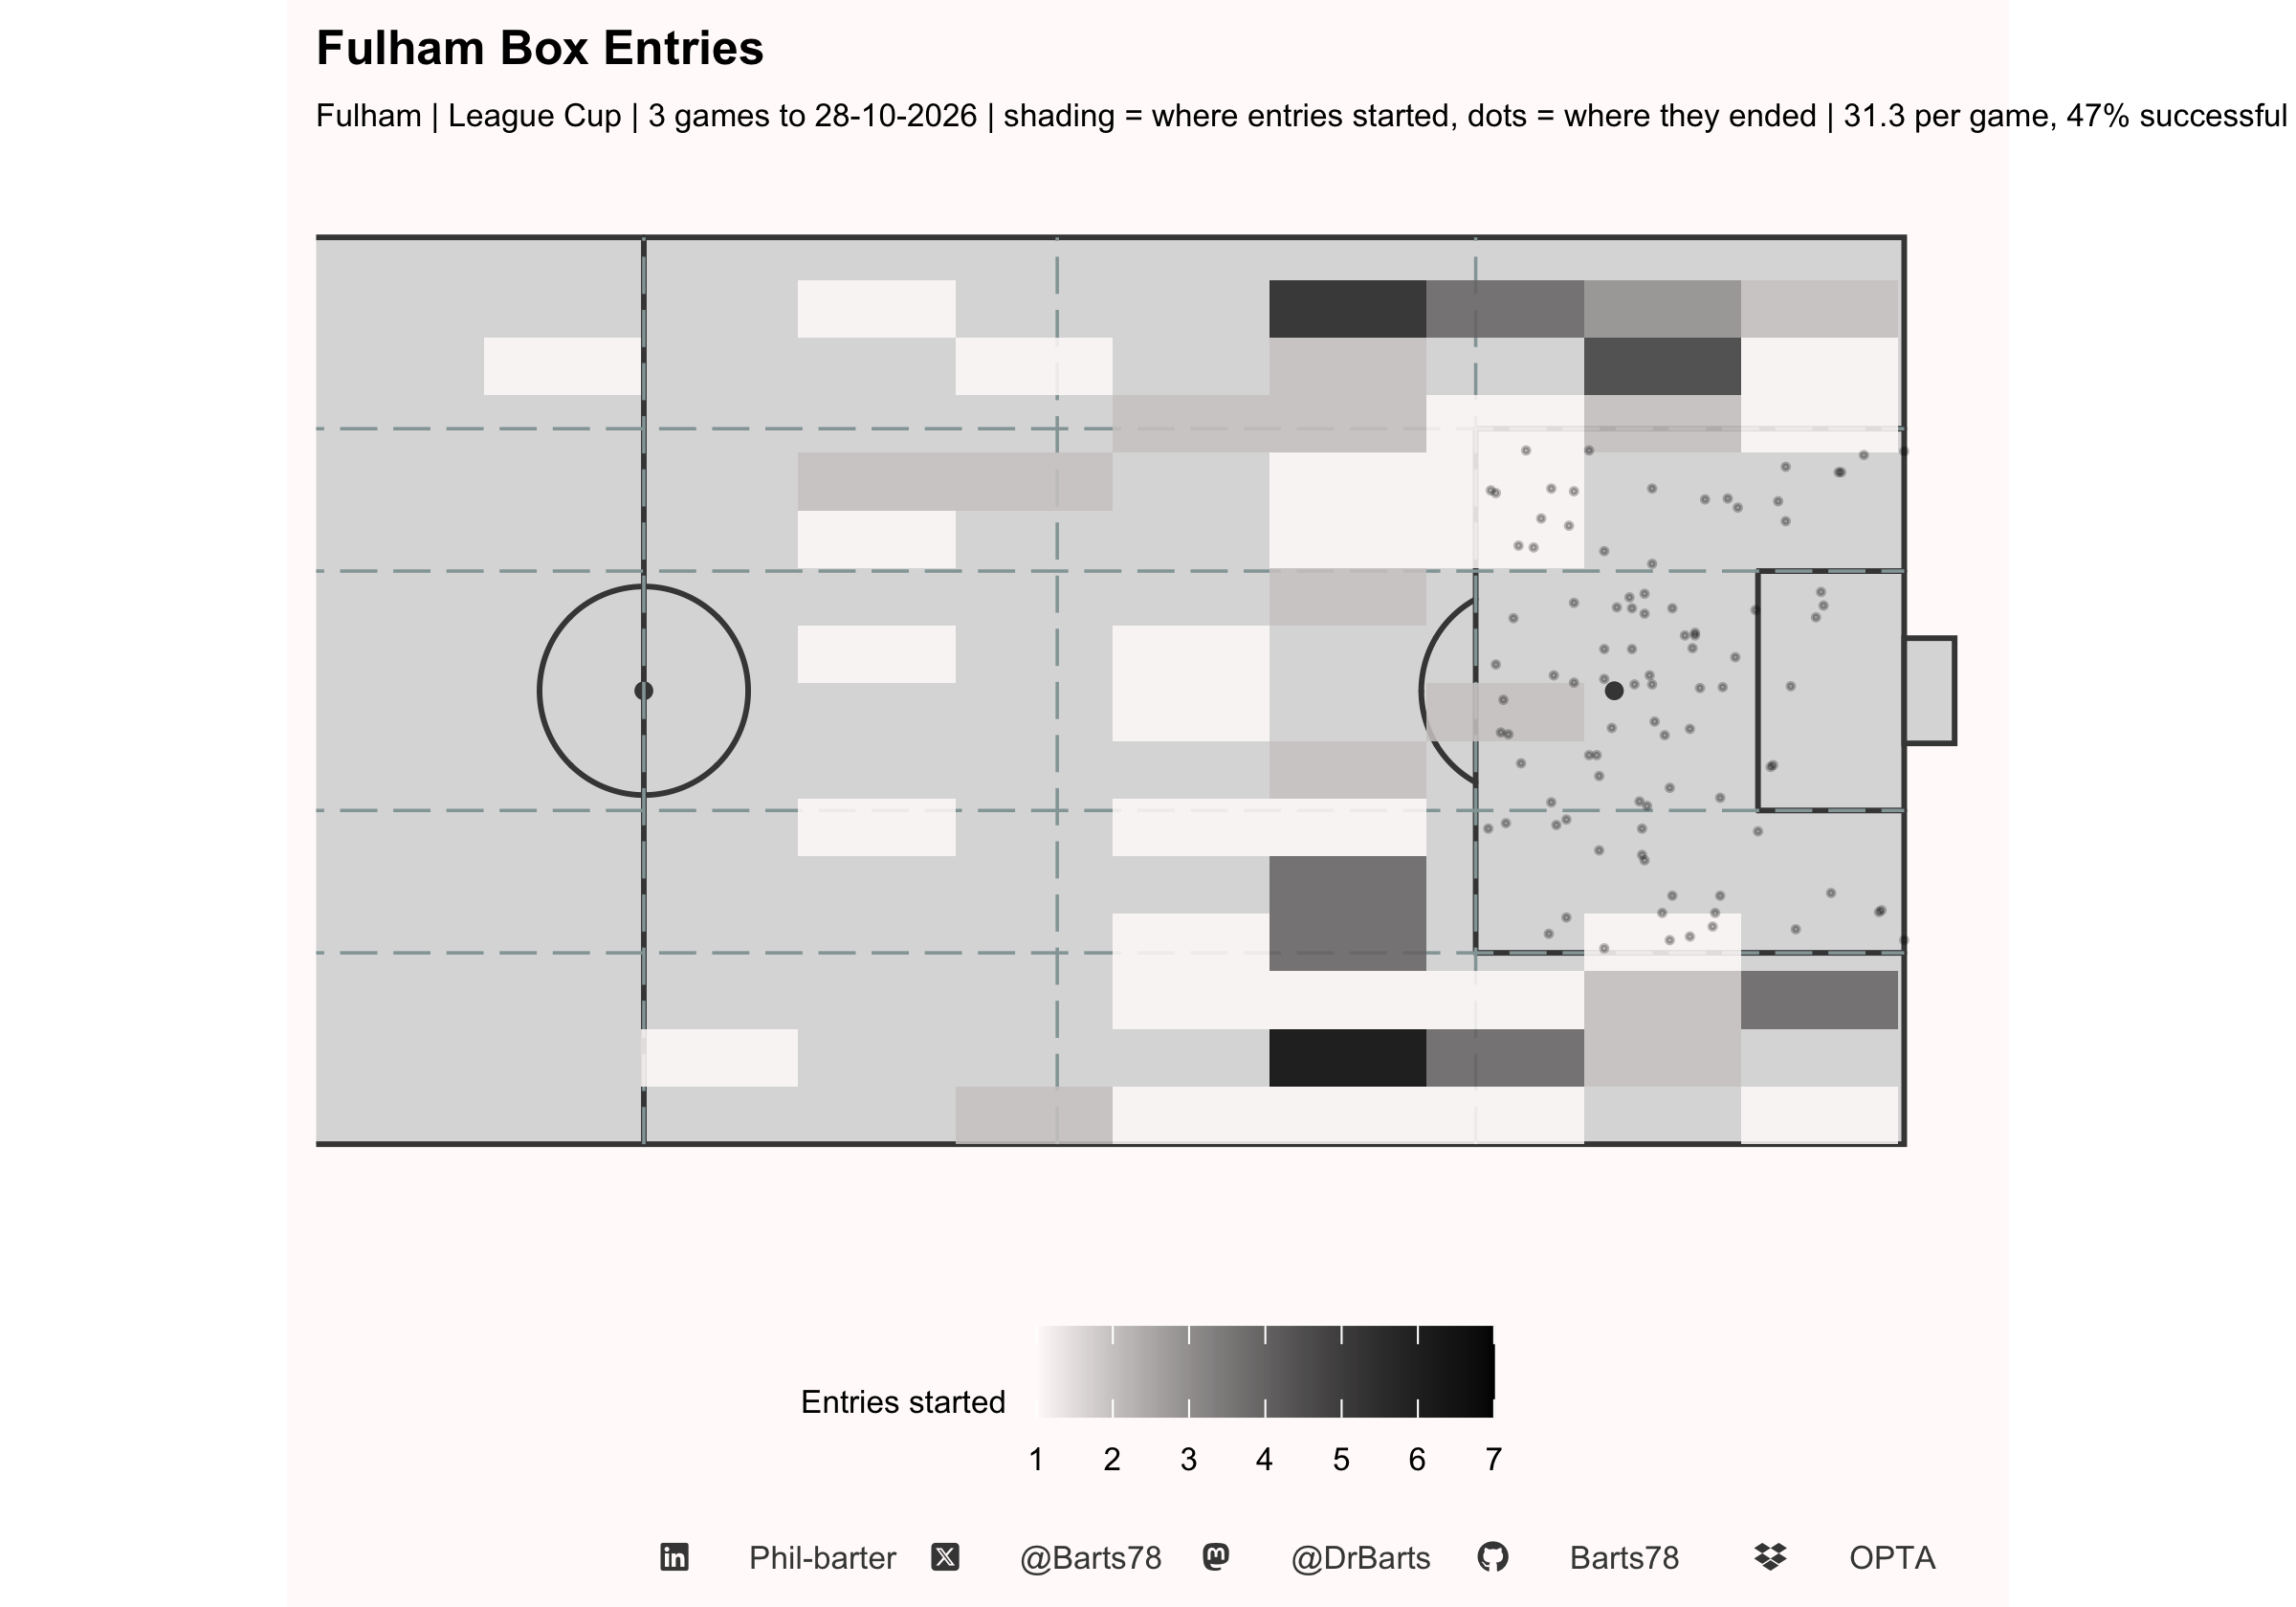 Fulham Box Entries
Fulham | League Cup | 3 games to 28-10-2026 | shading = where entries started, dots = where they ended | 31.3 per game, 47% successful
Entries started
1 2 3 4 5 6 7
Phil-barter @Barts78 @DrBarts Barts78 OPTA